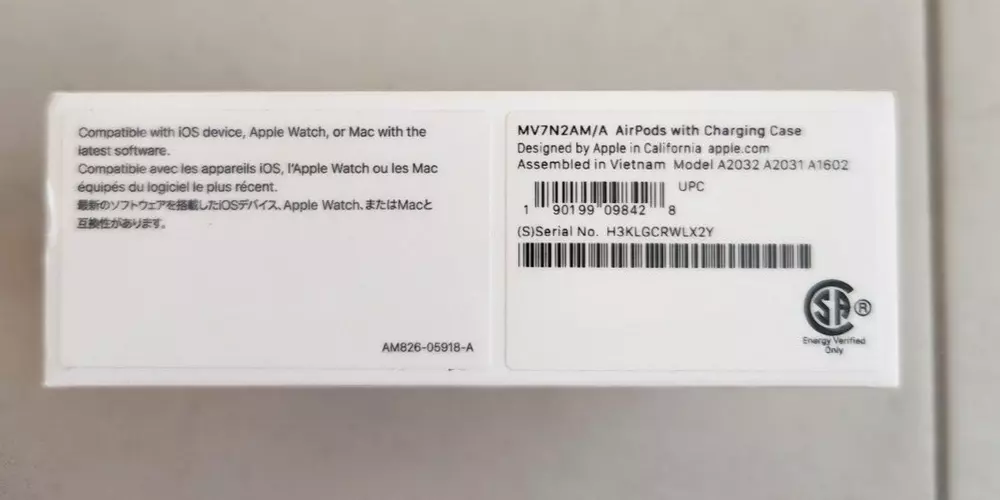 Compatible with iOS device, Apple Watch, or Mac with the
latest software.
Compatible avec les appareils iOS, l'Apple Watch ou les Mac
équipés du logiciel le plus récent.
最新のソフトウェアを搭載したiOSデバイス、Apple Watch、またはMacと
互換性があります。
AM826-05918-A
MV7N2AM/A AirPods with Charging Case
Designed by Apple in California apple.com
Assembled in Vietnam Model A2032 A2031 A1602
UPC
1 90199 09842 8
(S)Serial No. H3KLGCRWLX2Y
SA ®
Energy Verified
Only